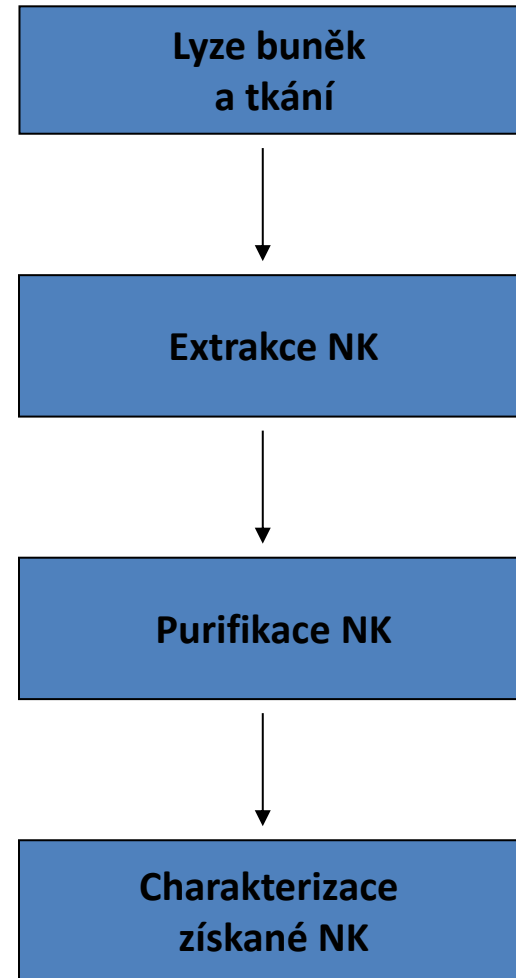 Lyze buněk
a tkání
Extrakce NK
Purifikace NK
Charakterizace
získané NK